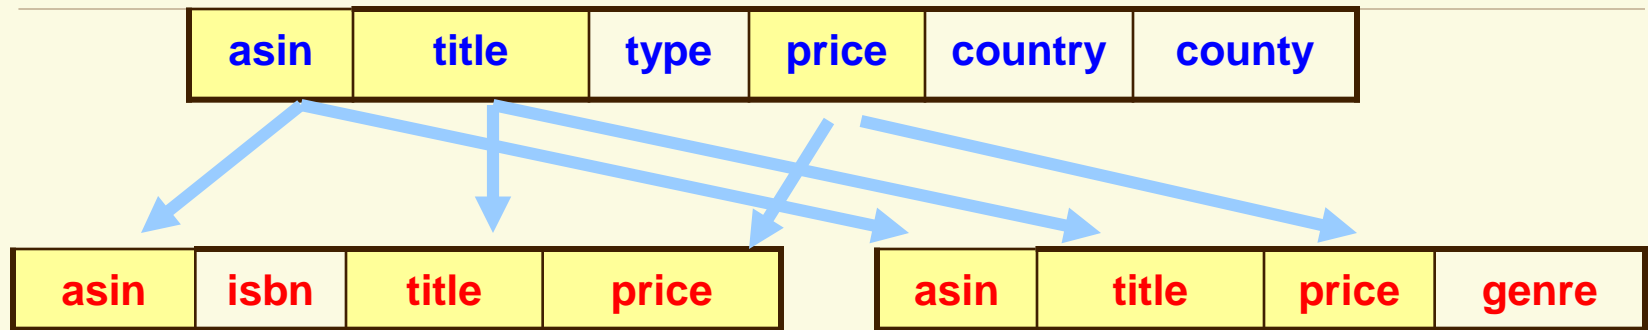 asin title type price country county
asin isbn title price asin title price genre